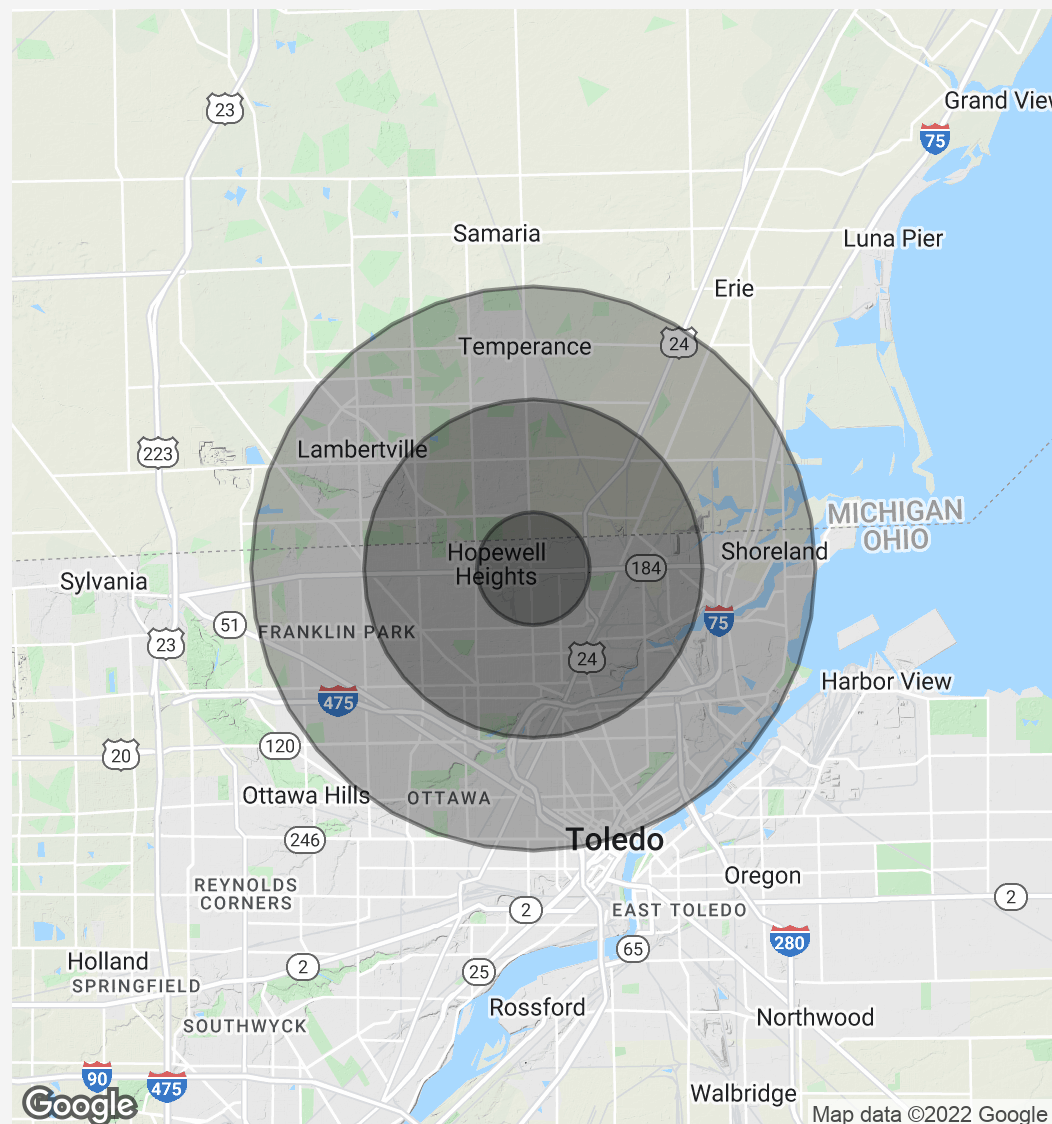 23
Grand View
75
Samaria
Luna Pier
Erie
24
Temperance
Lambertville
223
MICHIGAN
OHIO
Hopewell
Heights
184
Shoreland
Sylvania
51
FRANKLIN PARK
75
23
24
475
Harbor View
120
20
Ottawa Hills
OTTAWA
246
Toledo
Oregon
REYNOLDS
CORNERS
2
EAST TOLEDO
2
280
65
Holland
2
25
SPRINGFIELD
Rossford
SOUTHWYCK
Northwood
90
475
Walbridge
Google
Map data ©2022 Google